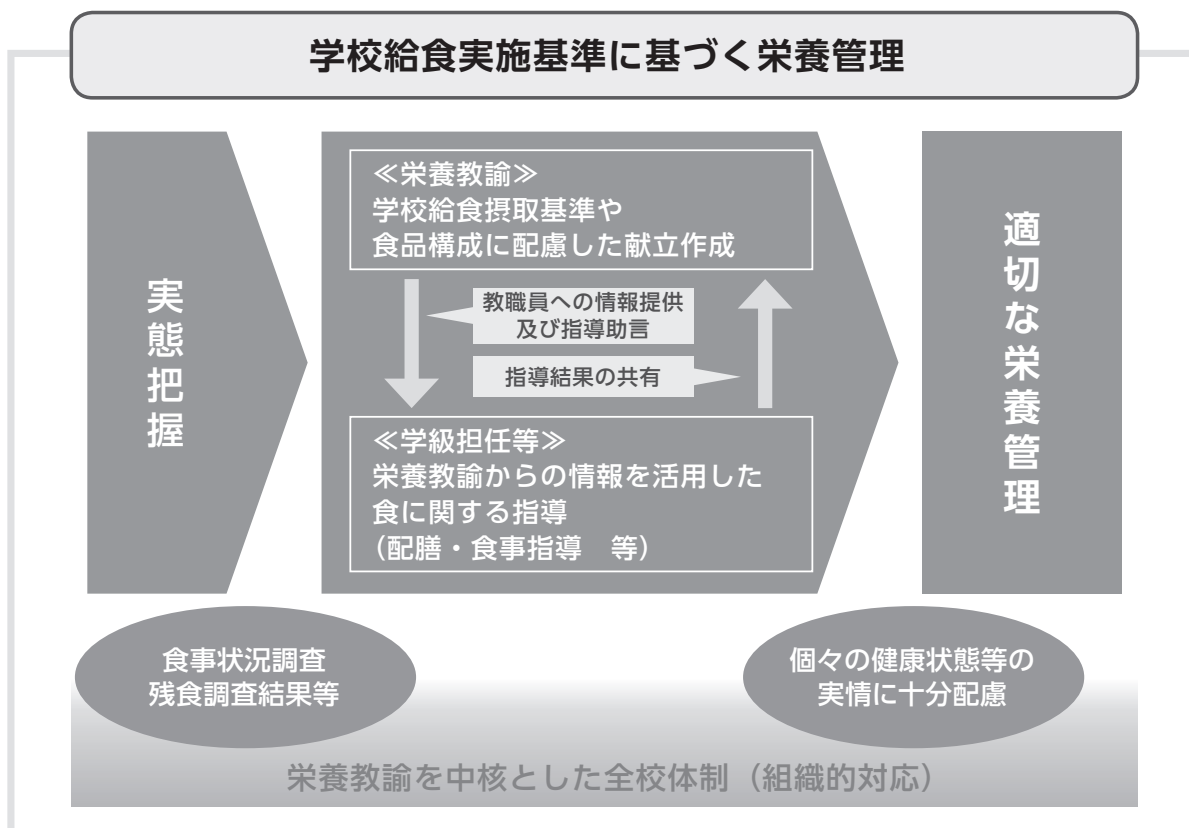 学校給食実施基準に基づく栄養管理
実態把握
≪栄養教諭≫
学校給食摂取基準や
食品構成に配慮した献立作成
教職員への情報提供
及び指導助言
指導結果の共有
≪学級担任等≫
栄養教諭からの情報を活用した
食に関する指導
（配膳・食事指導　等）
適切な栄養管理
食事状況調査
残食調査結果等
個々の健康状態等の
実情に十分配慮
栄養教諭を中核とした全校体制（組織的対応）